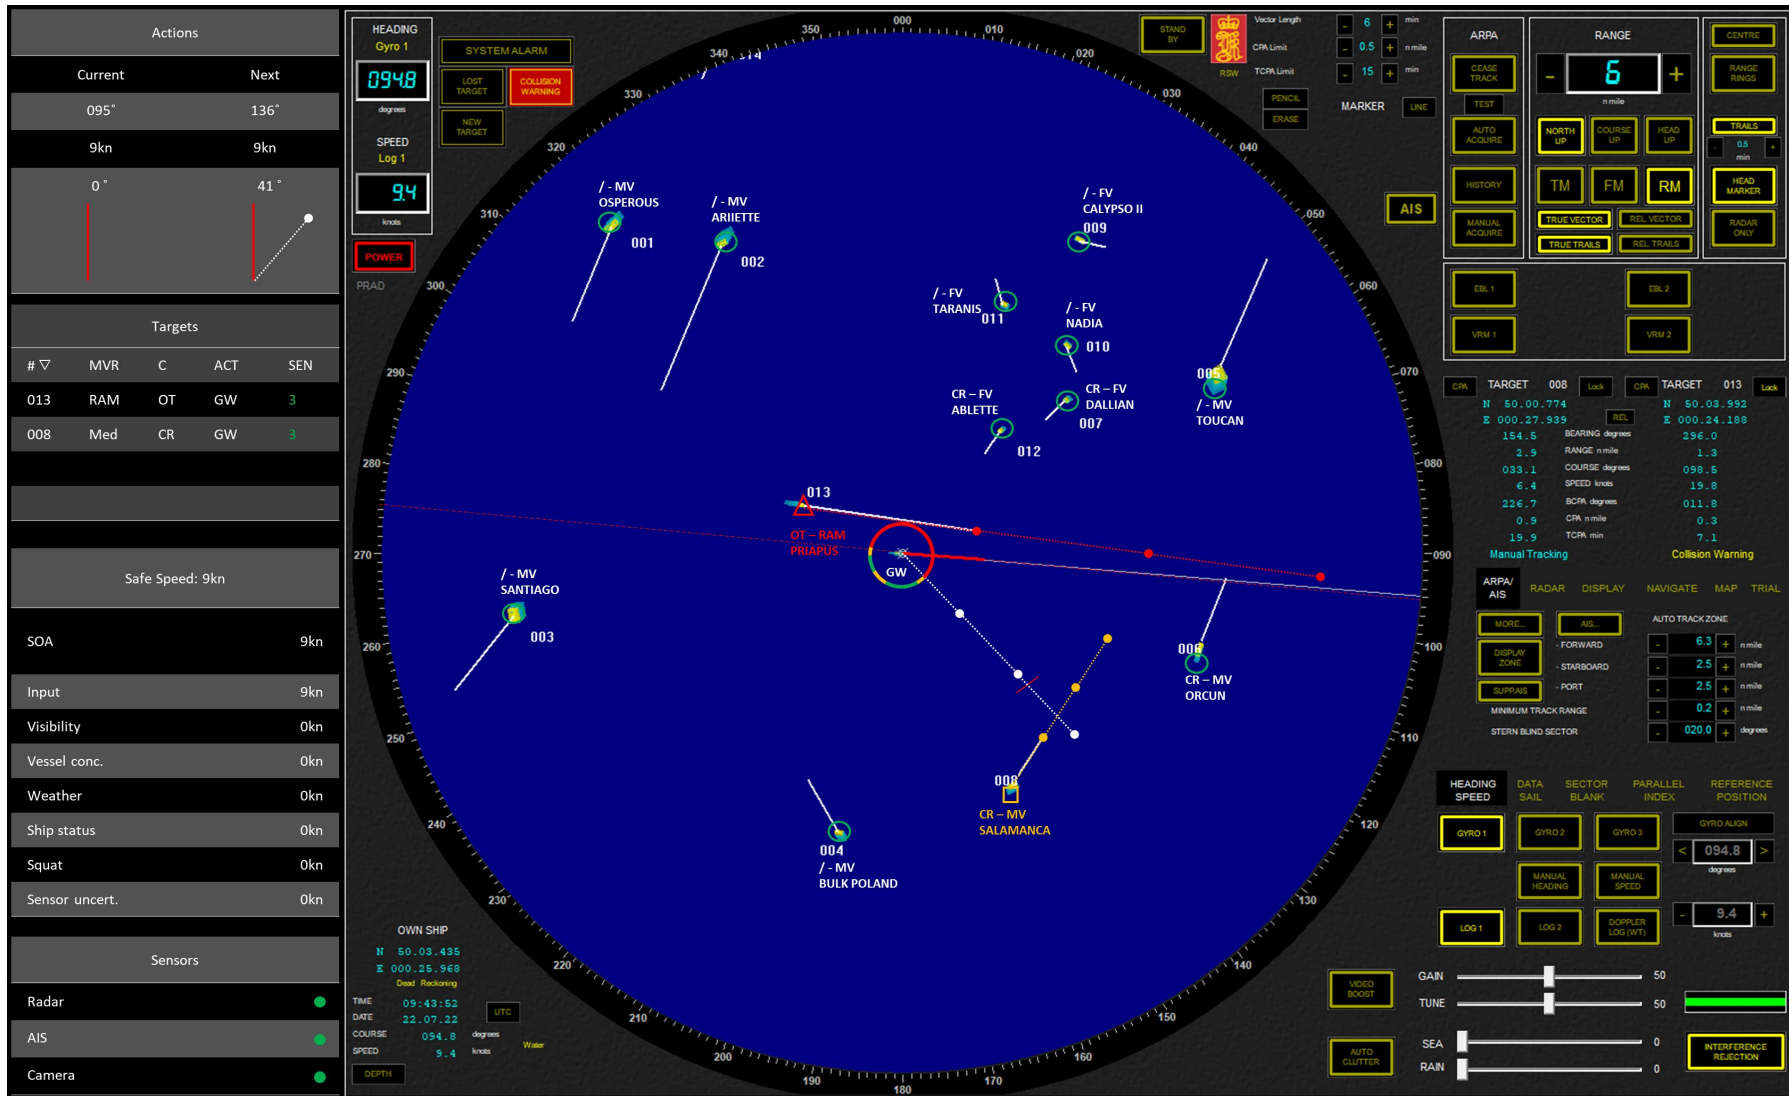 Actions
Current Next
095° 136°
9kn 9kn
0 ° 41 °
Targets
# ▽ MVR C ACT SEN
013 RAM OT GW 3
008 Med CR GW 3
Safe Speed: 9kn
SOA 9kn
Input 9kn
Visibility 0kn
Vessel conc. 0kn
Weather 0kn
Ship status 0kn
Squat 0kn
Sensor uncert. 0kn
Sensors
Radar
AIS
Camera
HEADING
Gyro 1
094.8
degrees
SPEED
Log 1
9.4
knots
POWER
PRAD
SYSTEM ALARM
LOST
TARGET
COLLISION
WARNING
NEW
TARGET
000
010
020
030
040
050
060
070
080
090
100
110
120
130
140
150
160
170
180
190
200
210
220
230
240
250
260
270
280
290
300
310
320
330
340
350
/ - MV
OSPEROUS
001
/ - MV
ARIIETTE
002
/ - FV
CALYPSO II
009
/ - FV
TARANIS
011
/ - FV
NADIA
010
CR – FV
ABLETTE
012
CR – FV
DALLIAN
007
005
/ - MV
TOUCAN
013
OT – RAM
PRIAPUS
GW
/ - MV
SANTIAGO
003
006
CR – MV
ORCUN
008
CR – MV
SALAMANCA
004
/ - MV
BULK POLAND
OWN SHIP
N 50.03.435
E 000.25.968
Dead Reckoning
TIME 09:43:52
DATE 22.07.22
UTC
COURSE 094.8 degrees
SPEED 9.4 knots Water
DEPTH
STAND
BY
RSW
Vector Length - 6 + min
CPA Limit - 0.5 + n mile
TCPA Limit - 15 + min
PENCIL
ERASE
MARKER LINE
AIS
ARPA
CEASE
TRACK
TEST
AUTO
ACQUIRE
HISTORY
MANUAL
ACQUIRE
RANGE
- 6 +
n mile
NORTH
UP
COURSE
UP
HEAD
UP
TM FM RM
TRUE VECTOR REL. VECTOR
TRUE TRAILS REL. TRAILS
CENTRE
RANGE
RINGS
TRAILS
- 0.5 +
min
HEAD
MARKER
RADAR
ONLY
EBL 1 EBL 2
VRM 1 VRM 2
CPA TARGET 008 Lock CPA TARGET 013 Lock
N 50.00.774 N 50.03.992
E 000.27.939 REL E 000.24.188
154.5 BEARING degrees 296.0
2.9 RANGE n mile 1.3
033.1 COURSE degrees 098.5
6.4 SPEED knots 19.8
226.7 BCPA degrees 011.8
0.9 CPA n mile 0.3
19.9 TCPA min 7.1
Manual Tracking Collision Warning
ARPA/
AIS
RADAR DISPLAY NAVIGATE MAP TRIAL
MORE... AIS... AUTO TRACK ZONE
DISPLAY
ZONE
- FORWARD - 6.3 + n mile
- STARBOARD - 2.5 + n mile
SUPP.AIS - PORT - 2.5 + n mile
MINIMUM TRACK RANGE - 0.2 + n mile
STERN BLIND SECTOR - 020.0 + degrees
HEADING
SPEED
DATA
SAIL
SECTOR
BLANK
PARALLEL
INDEX
REFERENCE
POSITION
GYRO 1 GYRO 2 GYRO 3
GYRO ALIGN
< 094.8 >
degrees
MANUAL
HEADING
MANUAL
SPEED
LOG 1 LOG 2
DOPPLER
LOG (WT)
- 9.4 +
knots
VIDEO
BOOST
GAIN 50
TUNE 50
AUTO
CLUTTER
SEA 0
RAIN 0
INTERFERENCE
REJECTION